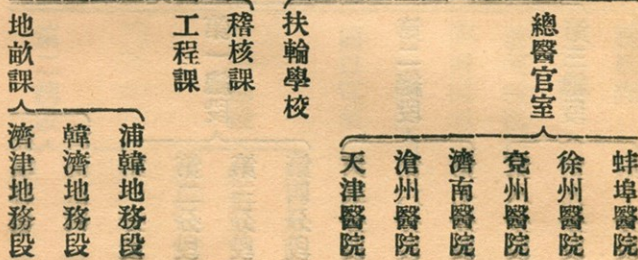 總醫官室
蚌埠醫院
徐州醫院
兗州醫院
濟南醫院
滄州醫院
天津醫院
扶輪學校
稽核課
工程課
地畝課
浦韓地務段
韓濟地務段
濟津地務段